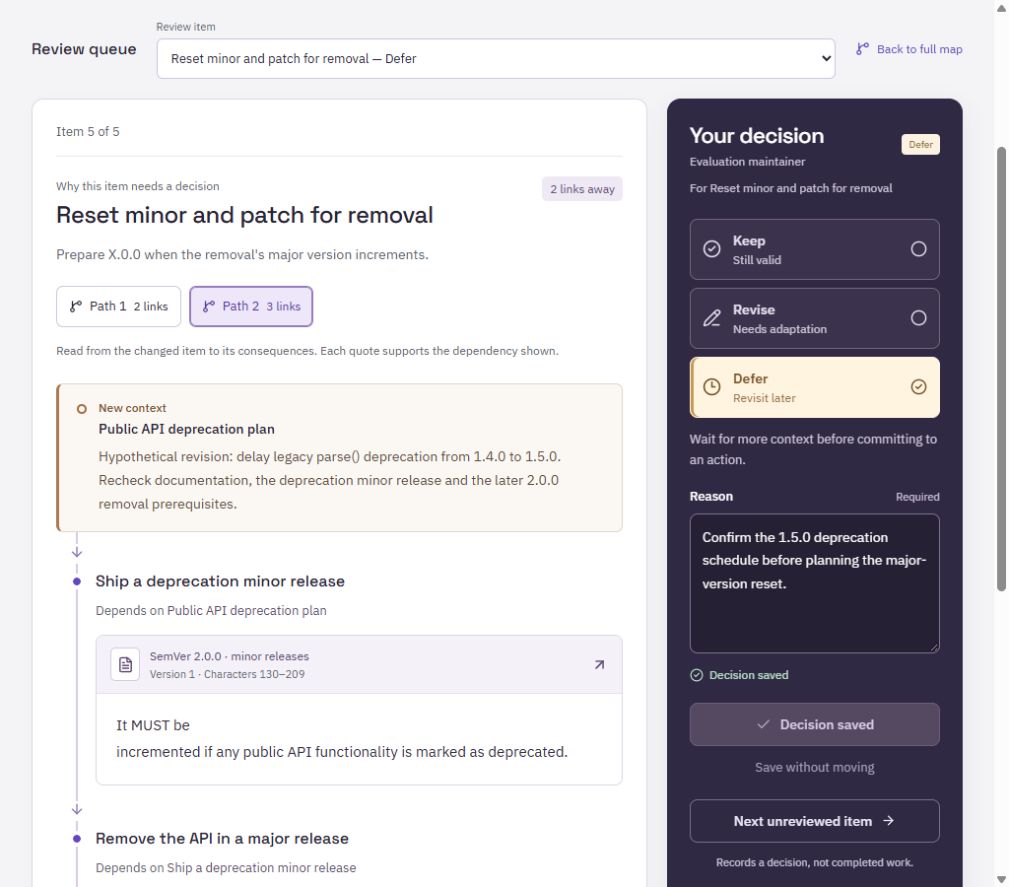 Review queue
Review item
Reset minor and patch for removal — Defer
Back to full map
Item 5 of 5
Why this item needs a decision
2 links away
Reset minor and patch for removal
Prepare X.0.0 when the removal's major version increments.
Path 1 2 links
Path 2 3 links
Read from the changed item to its consequences. Each quote supports the dependency shown.
New context
Public API deprecation plan
Hypothetical revision: delay legacy parse() deprecation from 1.4.0 to 1.5.0.
Recheck documentation, the deprecation minor release and the later 2.0.0
removal prerequisites.
Ship a deprecation minor release
Depends on Public API deprecation plan
SemVer 2.0.0 · minor releases
Version 1 · Characters 130–209
It MUST be
incremented if any public API functionality is marked as deprecated.
Remove the API in a major release
Depends on Ship a deprecation minor release
Your decision
Defer
Evaluation maintainer
For Reset minor and patch for removal
Keep
Still valid
Revise
Needs adaptation
Defer
Revisit later
Wait for more context before committing to
an action.
Reason
Required
Confirm the 1.5.0 deprecation
schedule before planning the major-
version reset.
Decision saved
Decision saved
Save without moving
Next unreviewed item
Records a decision, not completed work.